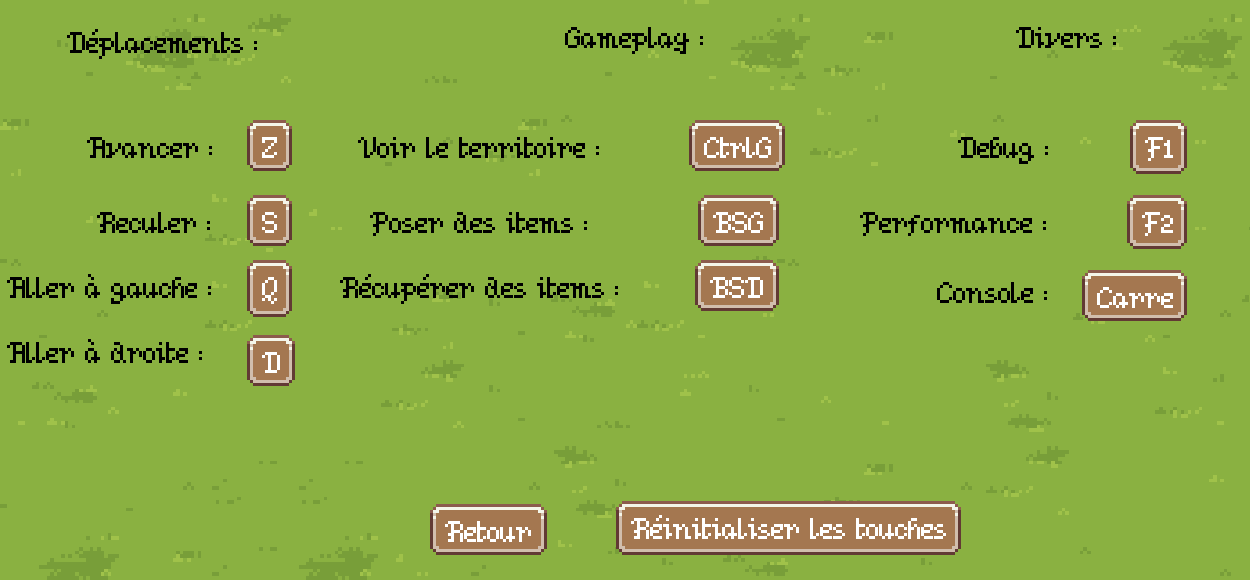 Déplacements :
Avancer : Z
Reculer : S
Aller à gauche : Q
Aller à droite : D
Gameplay :
Voir le territoire : CtrlG
Poser des items : BSG
Récupérer des items : BSD
Divers :
Debug : F1
Performance : F2
Console : Carre
Retour
Réinitialiser les touches